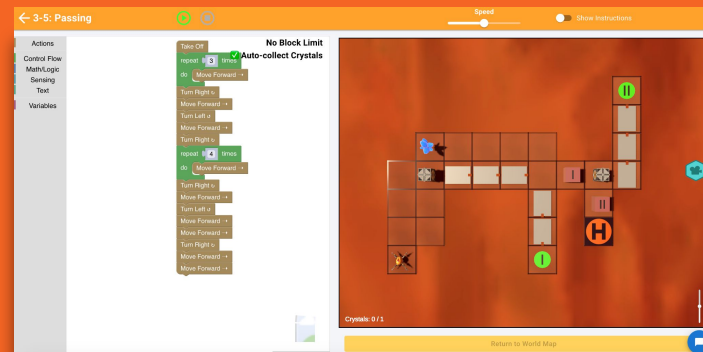 3-5: Passing
Speed
Show Instructions
Actions
Control Flow
Math/Logic
Sensing
Text
Variables
No Block Limit
Auto-collect Crystals
Take Off
repeat 3 times
do Move Forward
Turn Right
Move Forward
Turn Left
Move Forward
Turn Right
repeat 4 times
do Move Forward
Turn Right
Move Forward
Turn Left
Move Forward
Move Forward
Turn Right
Move Forward
Move Forward
II
I
II
H
I
Crystals: 0 / 1
Return to World Map